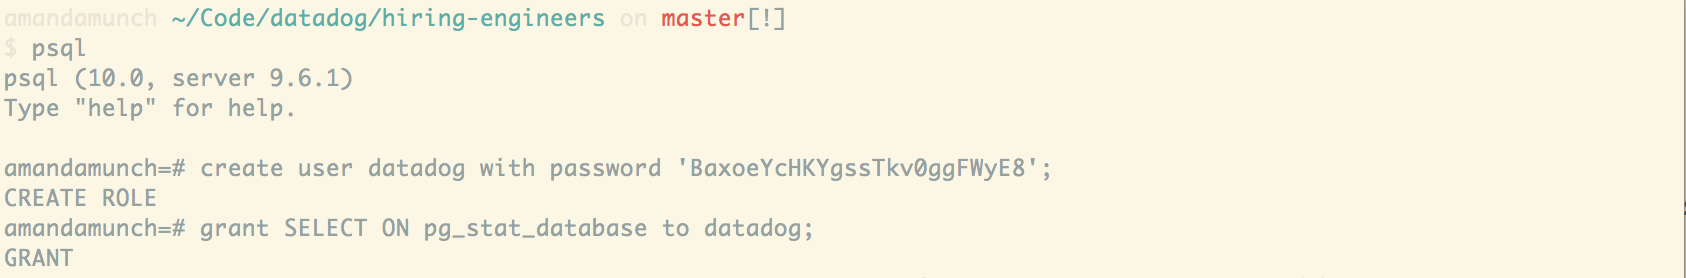 amandamunch ~/Code/datadog/hiring-engineers on master[!]
$ psql
psql (10.0, server 9.6.1)
Type "help" for help.
amandamunch=# create user datadog with password 'BaxoeYcHKYgssTkv0ggFWyE8';
CREATE ROLE
amandamunch=# grant SELECT ON pg_stat_database to datadog;
GRANT